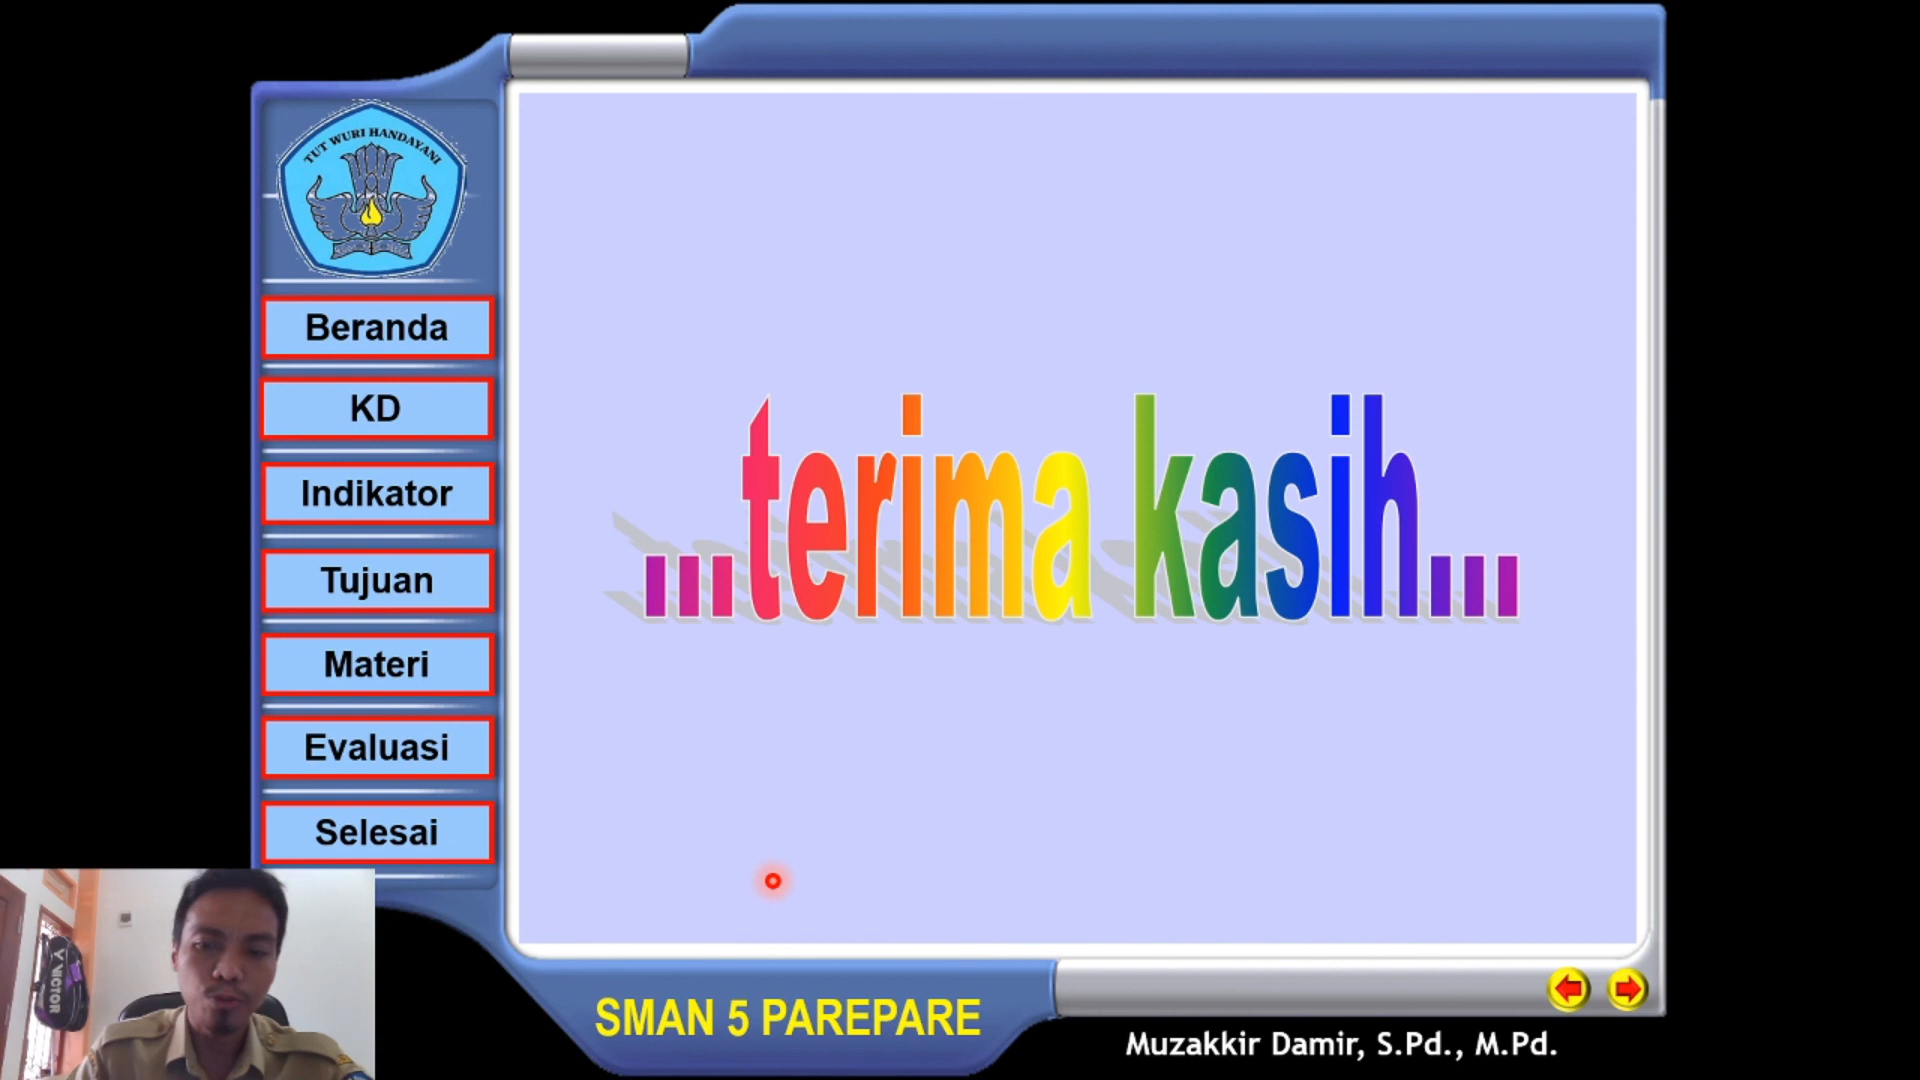 TUT WURI HANDAYANI
Beranda
KD
Indikator
Tujuan
Materi
Evaluasi
Selesai
...terima kasih...
VICTOR
SMAN 5 PAREPARE
Muzakkir Damir, S.Pd., M.Pd.